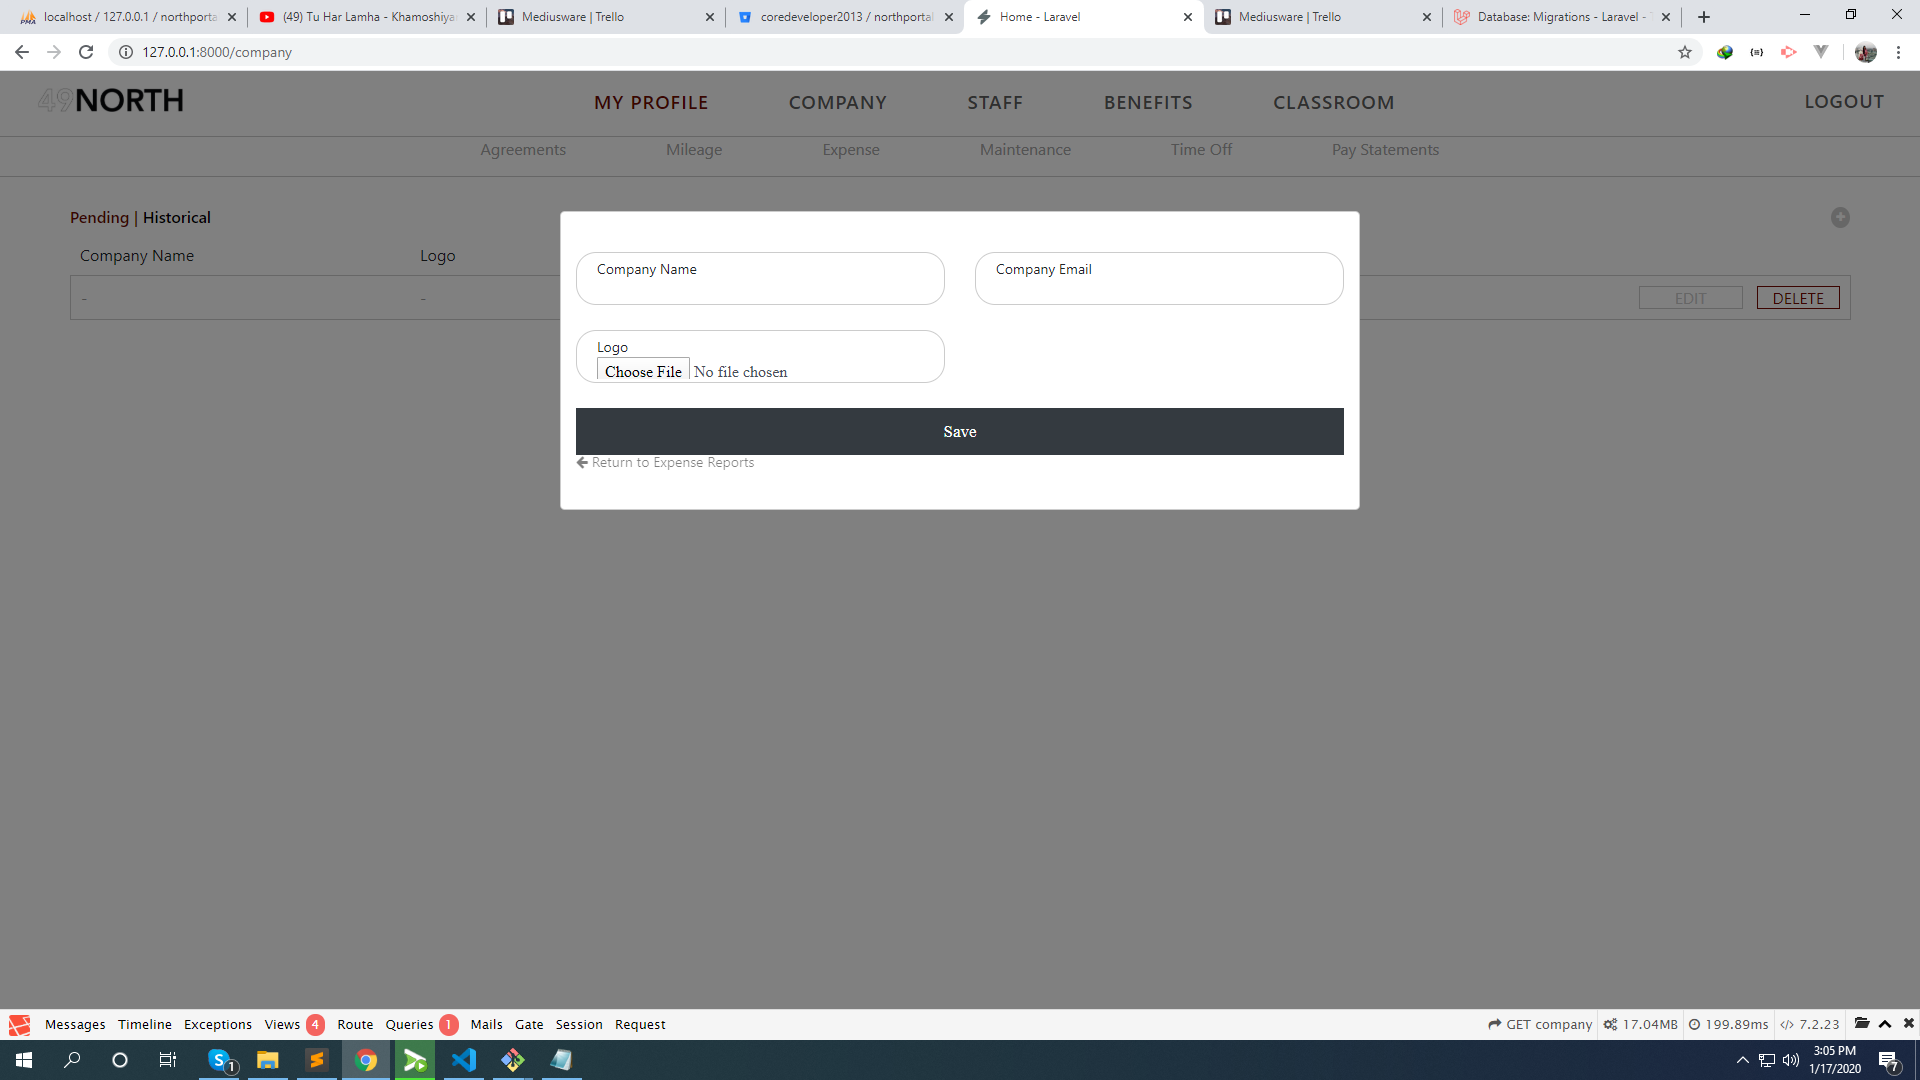 localhost / 127.0.0.1 / northporta
(49) Tu Har Lamha - Khamoshiya
Mediusware | Trello
coredeveloper2013 / northportal
Home - Laravel
Mediusware | Trello
Database: Migrations - Laravel -
127.0.0.1:8000/company
49NORTH
MY PROFILE
COMPANY
STAFF
BENEFITS
CLASSROOM
LOGOUT
Agreements
Mileage
Expense
Maintenance
Time Off
Pay Statements
Pending | Historical
Company Name
Logo
-
-
EDIT
DELETE
Company Name
Company Email
Logo
Choose File No file chosen
Save
Return to Expense Reports
Messages Timeline Exceptions Views 4 Route Queries 1 Mails Gate Session Request
GET company 17.04MB 199.89ms 7.2.23
1
3:05 PM
1/17/2020
7